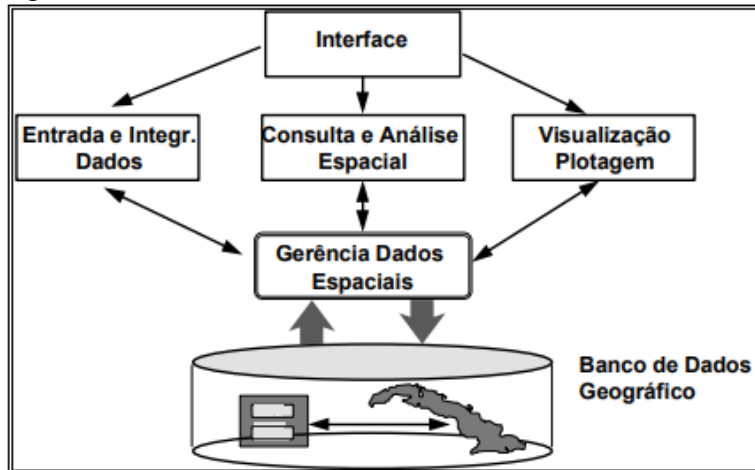 Interface
Entrada e Integr.
Dados
Consulta e Análise
Espacial
Visualização
Plotagem
Gerência Dados
Espaciais
Banco de Dados
Geográfico